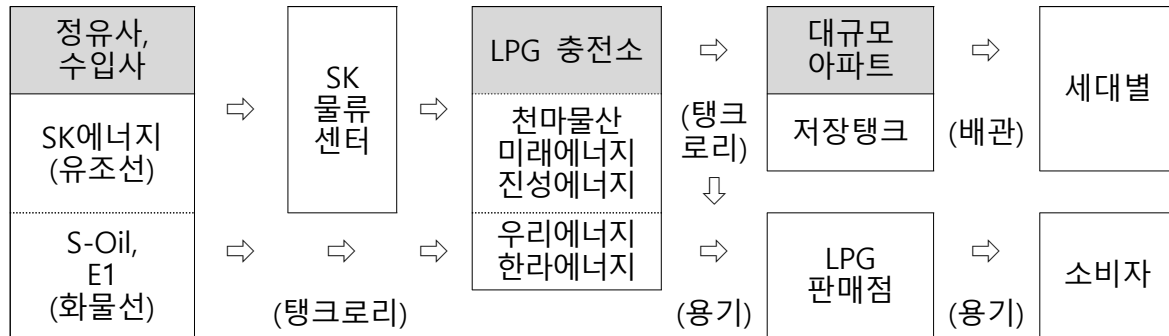 정유사,
수입사
SK에너지
(유조선)
S-Oil,
E1
(화물선)
⇨
⇨
SK
물류
센터
⇨
(탱크로리)
⇨
⇨
LPG 충전소
천마물산
미래에너지
진성에너지
우리에너지
한라에너지
⇨
(탱크
로리)
⇩
⇨
(용기)
대규모
아파트
저장탱크
LPG
판매점
⇨
(배관)
⇨
(용기)
세대별
소비자